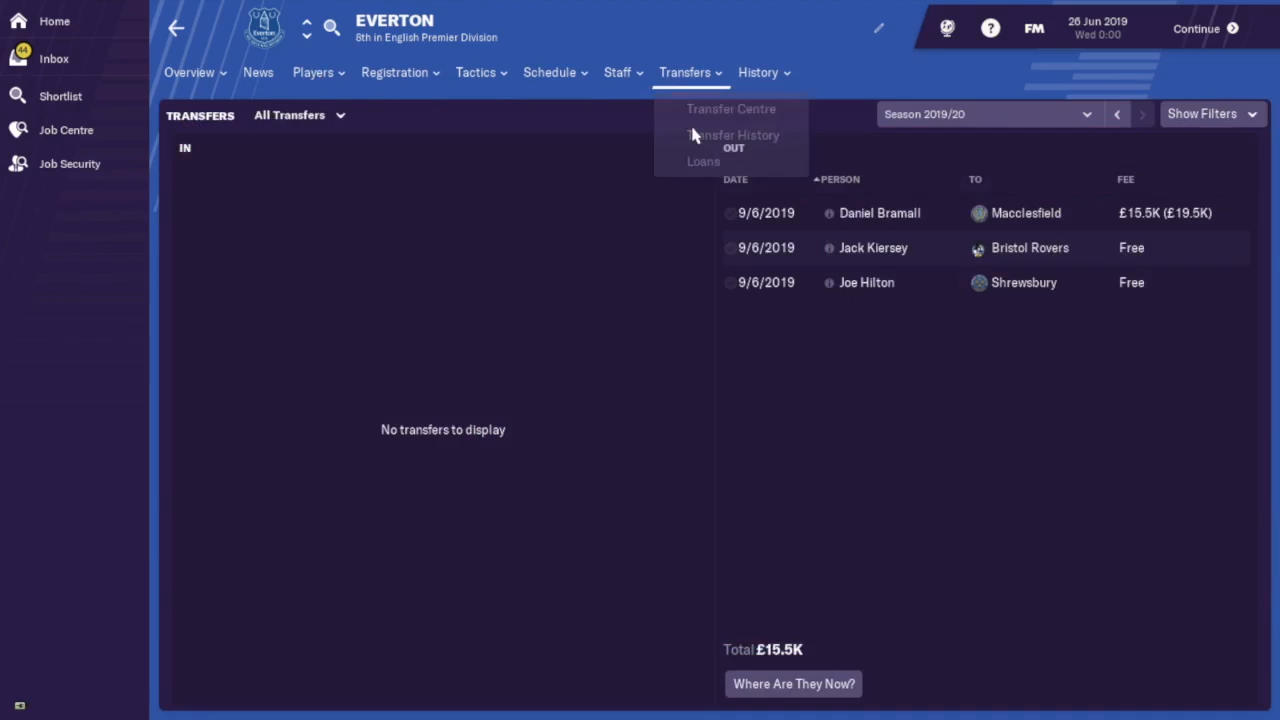 Home
44
Inbox
Shortlist
Job Centre
Job Security
EVERTON
8th in English Premier Division
FM
26 Jun 2019
Wed 0:00
Continue
Overview
News
Players
Registration
Tactics
Schedule
Staff
Transfers
History
TRANSFERS
All Transfers
Transfer Centre
Transfer History
Loans
Season 2019/20
Show Filters
IN
No transfers to display
OUT
DATE PERSON TO FEE
9/6/2019 Daniel Bramall Macclesfield £15.5K (£19.5K)
9/6/2019 Jack Kiersey Bristol Rovers Free
9/6/2019 Joe Hilton Shrewsbury Free
Total £15.5K
Where Are They Now?